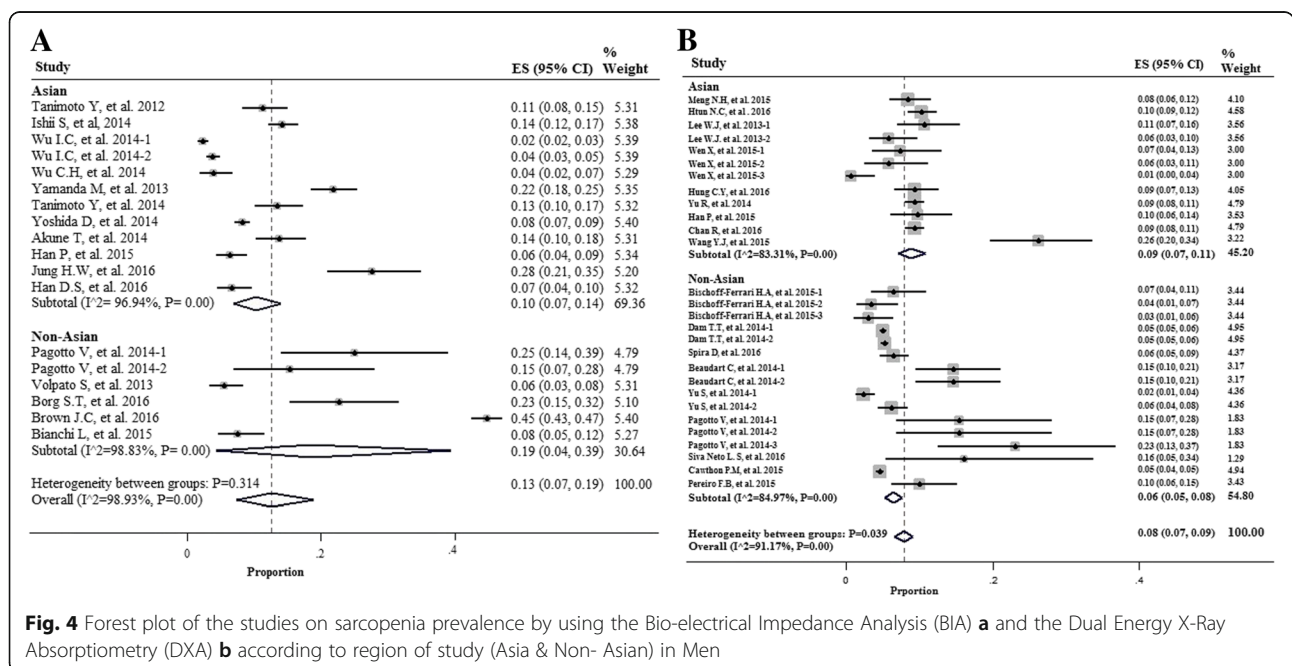 A
%
Study ES (95% CI) Weight
Asian
Tanimoto Y, et al. 2012 0.11 (0.08, 0.15) 5.31
Ishii S, et al, 2014 0.14 (0.12, 0.17) 5.38
Wu I.C, et al. 2014-1 0.02 (0.02, 0.03) 5.39
Wu I.C, et al. 2014-2 0.04 (0.03, 0.05) 5.39
Wu C.H, et al. 2014 0.04 (0.02, 0.07) 5.29
Yamanda M, et al. 2013 0.22 (0.18, 0.25) 5.35
Tanimoto Y, et al. 2014 0.13 (0.10, 0.17) 5.32
Yoshida D, et al. 2014 0.08 (0.07, 0.09) 5.40
Akune T, et al. 2014 0.14 (0.10, 0.18) 5.31
Han P, et al. 2015 0.06 (0.04, 0.09) 5.34
Jung H.W, et al. 2016 0.28 (0.21, 0.35) 5.20
Han D.S, et al. 2016 0.07 (0.04, 0.10) 5.32
Subtotal (I^2= 96.94%, P= 0.00) 0.10 (0.07, 0.14) 69.36
Non-Asian
Pagotto V, et al. 2014-1 0.25 (0.14, 0.39) 4.79
Pagotto V, et al. 2014-2 0.15 (0.07, 0.28) 4.79
Volpato S, et al. 2013 0.06 (0.03, 0.08) 5.31
Borg S.T, et al. 2016 0.23 (0.15, 0.32) 5.10
Brown J.C, et al. 2016 0.45 (0.43, 0.47) 5.40
Bianchi L, et al. 2015 0.08 (0.05, 0.12) 5.27
Subtotal (I^2=98.83%, P= 0.00) 0.19 (0.04, 0.39) 30.64
Heterogeneity between groups: P=0.314 0.13 (0.07, 0.19) 100.00
Overall (I^2=98.93%, P=0.00)
0 .2 .4
Proportion
B
%
Study ES (95% CI) Weight
Asian
Meng N.H, et al. 2015 0.08 (0.06, 0.12) 4.10
Htun N.C, et al. 2016 0.10 (0.09, 0.12) 4.58
Lee W.J, et al. 2013-1 0.11 (0.07, 0.16) 3.56
Lee W.J, et al. 2013-2 0.06 (0.03, 0.10) 3.56
Wen X, et al. 2015-1 0.07 (0.04, 0.13) 3.00
Wen X, et al. 2015-2 0.06 (0.03, 0.11) 3.00
Wen X, et al. 2015-3 0.01 (0.00, 0.04) 3.00
Hung C.Y, et al. 2016 0.09 (0.07, 0.13) 4.05
Yu R, et al. 2014 0.09 (0.08, 0.11) 4.79
Han P, et al. 2015 0.10 (0.06, 0.14) 3.53
Chan R, et al. 2016 0.09 (0.08, 0.11) 4.79
Wang Y.J, et al. 2015 0.26 (0.20, 0.34) 3.22
Subtotal (I^2=83.31%, P=0.00) 0.09 (0.07, 0.11) 45.20
Non-Asian
Bischoff-Ferrari H.A, et al. 2015-1 0.07 (0.04, 0.11) 3.44
Bischoff-Ferrari H.A, et al. 2015-2 0.04 (0.01, 0.07) 3.44
Bischoff-Ferrari H.A, et al. 2015-3 0.03 (0.01, 0.06) 3.44
Dam T.T, et al. 2014-1 0.05 (0.05, 0.06) 4.95
Dam T.T, et al. 2014-2 0.05 (0.05, 0.06) 4.95
Spira D, et al. 2016 0.06 (0.05, 0.09) 4.37
Beaudart C, et al. 2014-1 0.15 (0.10, 0.21) 3.17
Beaudart C, et al. 2014-2 0.15 (0.10, 0.21) 3.17
Yu S, et al. 2014-1 0.02 (0.01, 0.04) 4.36
Yu S, et al. 2014-2 0.06 (0.04, 0.08) 4.36
Pagotto V, et al. 2014-1 0.15 (0.07, 0.28) 1.83
Pagotto V, et al. 2014-2 0.15 (0.07, 0.28) 1.83
Pagotto V, et al. 2014-3 0.23 (0.13, 0.37) 1.83
Siva Neto L. S, et al. 2016 0.16 (0.05, 0.34) 1.29
Cawthon P.M, et al. 2015 0.05 (0.04, 0.05) 4.94
Pereiro F.B, et al. 2015 0.10 (0.06, 0.15) 3.43
Subtotal (I^2=84.97%, P=0.00) 0.06 (0.05, 0.08) 54.80
Heterogeneity between groups: P=0.039 0.08 (0.07, 0.09) 100.00
Overall (I^2=91.17%, P=0.00)
0 .2 .4
Prportion
Fig. 4 Forest plot of the studies on sarcopenia prevalence by using the Bio-electrical Impedance Analysis (BIA) a and the Dual Energy X-Ray
Absorptiometry (DXA) b according to region of study (Asia & Non- Asian) in Men